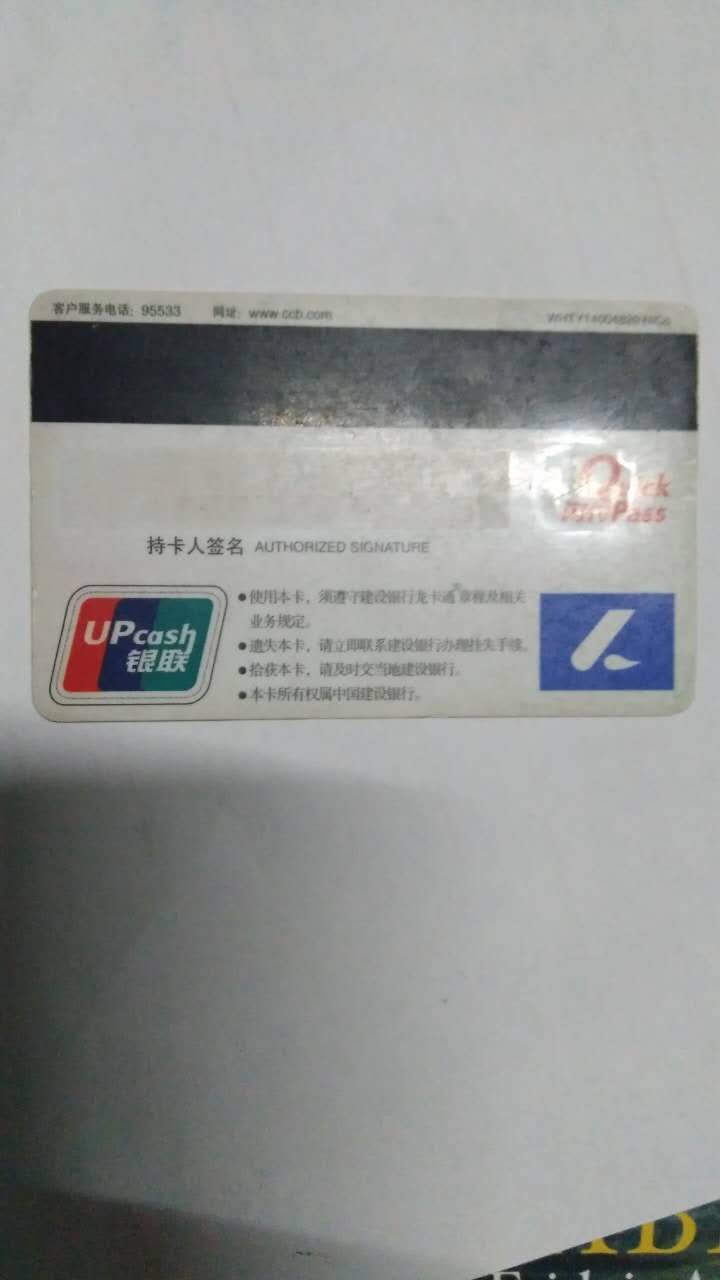 客户服务电话：95533 网址：www.ccb.com
Quick Pass
持卡人签名 AUTHORIZED SIGNATURE
UPcash
银联
●使用本卡，须遵守建设银行龙卡通章程及相关
业务规定。
●遗失本卡，请立即联系建设银行办理挂失手续。
●拾获本卡，请及时交当地建设银行。
●本卡所有权属中国建设银行。